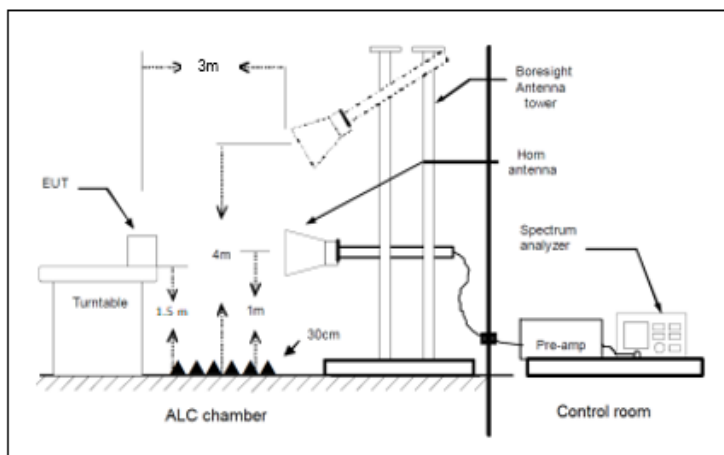 3m
Boresight
Antenna
tower
Horn
antenna
EUT
Spectrum
analyzer
4m
Turntable
1.5 m
1m
30cm
Pre-amp
ALC chamber
Control room